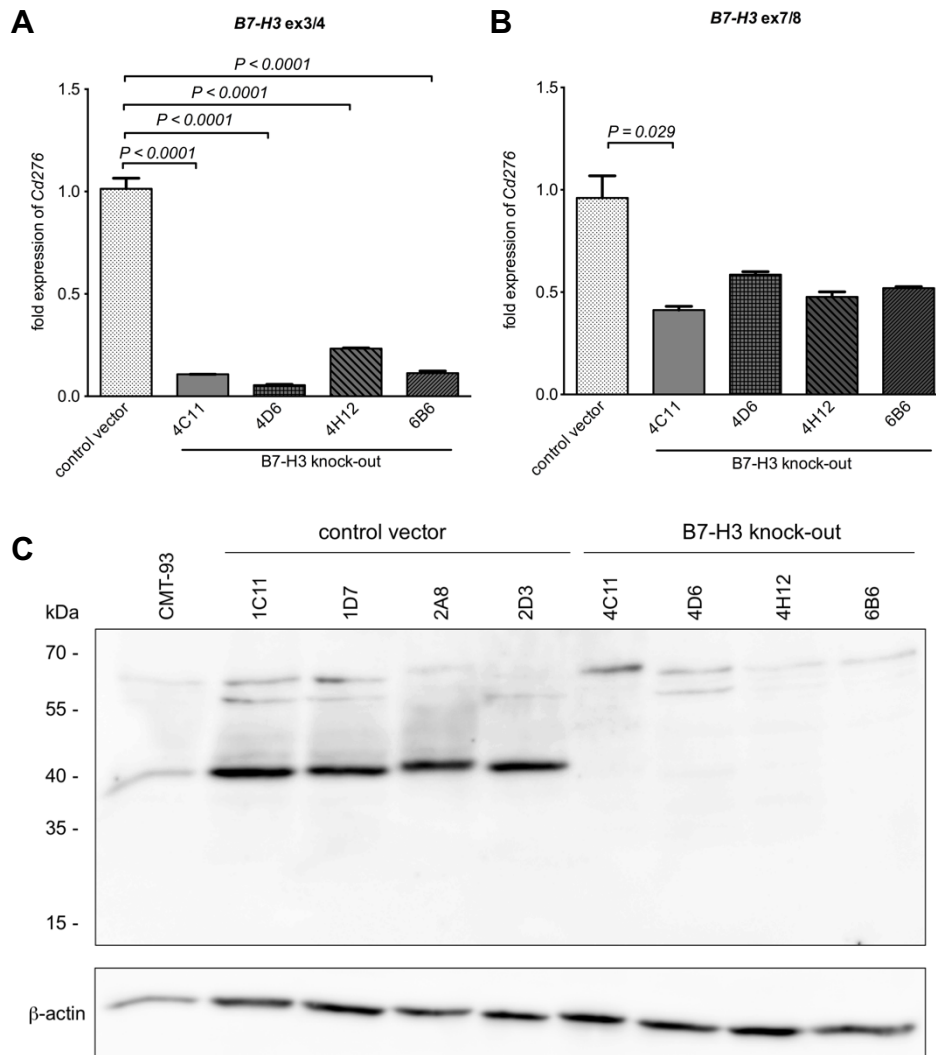 A
B7-H3 ex3/4
P < 0.0001
P < 0.0001
P < 0.0001
P < 0.0001
fold expression of Cd276
1.5
1.0
0.5
0.0
control vector
4C11
4D6
4H12
6B6
B7-H3 knock-out
B
B7-H3 ex7/8
P = 0.029
fold expression of Cd276
1.5
1.0
0.5
0.0
control vector
4C11
4D6
4H12
6B6
B7-H3 knock-out
C
control vector
B7-H3 knock-out
kDa
CMT-93
1C11
1D7
2A8
2D3
4C11
4D6
4H12
6B6
70 -
55 -
40 -
35 -
15 -
β-actin